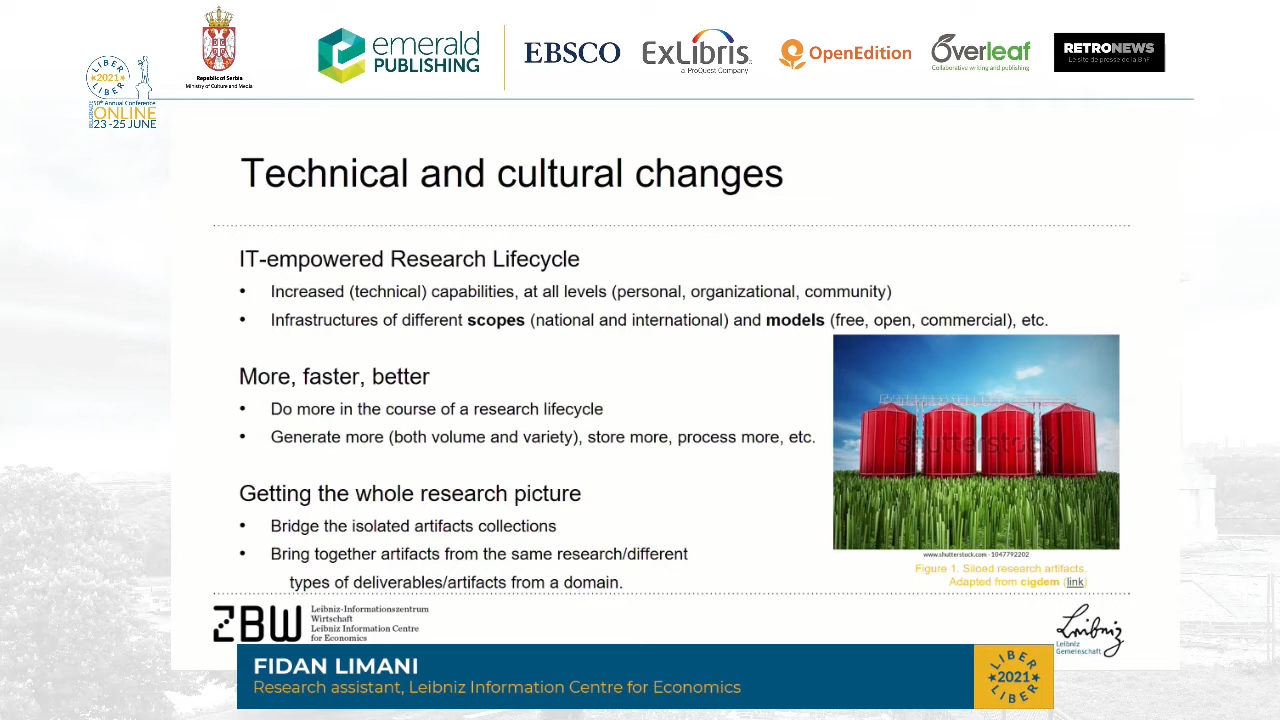 LIBER
2021
LIBER
50th Annual Conference
BELGRADE
ONLINE
23 -25 JUNE
Republic of Serbia
Ministry of Culture and Media
emerald
PUBLISHING
EBSCO
ExLibris
a ProQuest Company
OpenEdition
Overleaf
Collaborative writing and publishing
RETRONEWS
Le site de presse de la BnF
Technical and cultural changes
IT-empowered Research Lifecycle
• Increased (technical) capabilities, at all levels (personal, organizational, community)
• Infrastructures of different scopes (national and international) and models (free, open, commercial), etc.
More, faster, better
• Do more in the course of a research lifecycle
• Generate more (both volume and variety), store more, process more, etc.
Getting the whole research picture
• Bridge the isolated artifacts collections
• Bring together artifacts from the same research/different
types of deliverables/artifacts from a domain.
shutterstock
www.shutterstock.com · 1047792202
Figure 1. Siloed research artifacts.
Adapted from cigdem (link)
ZBW
Leibniz-Informationszentrum
Wirtschaft
Leibniz Information Centre
for Economics
Leibniz
Leibniz
Gemeinschaft
FIDAN LIMANI
Research assistant, Leibniz Information Centre for Economics
LIBER
2021
LIBER